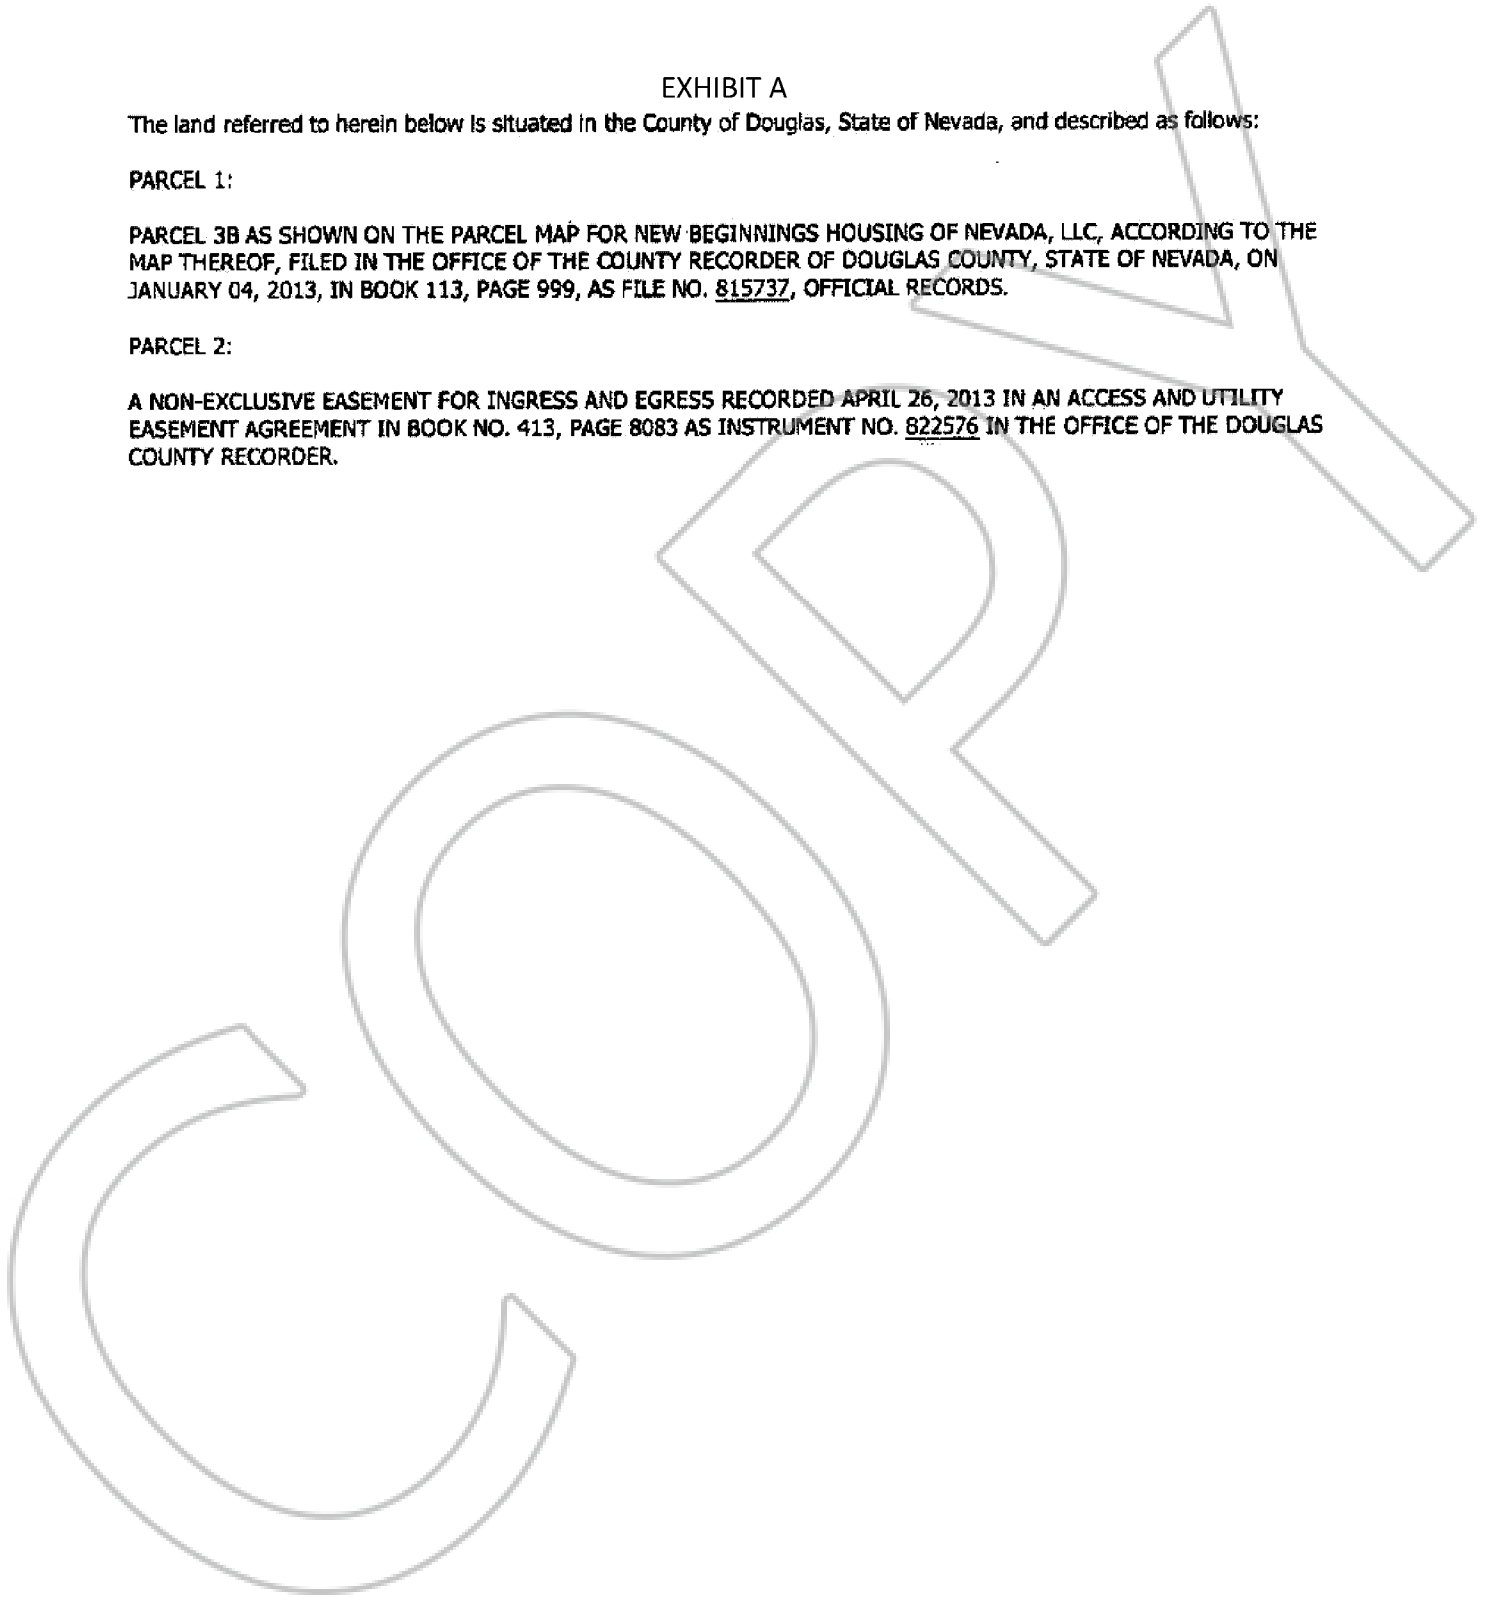 EXHIBIT A
The land referred to herein below is situated in the County of Douglas, State of Nevada, and described as follows:
PARCEL 1:
PARCEL 3B AS SHOWN ON THE PARCEL MAP FOR NEW BEGINNINGS HOUSING OF NEVADA, LLC, ACCORDING TO THE
MAP THEREOF, FILED IN THE OFFICE OF THE COUNTY RECORDER OF DOUGLAS COUNTY, STATE OF NEVADA, ON
JANUARY 04, 2013, IN BOOK 113, PAGE 999, AS FILE NO. 815737, OFFICIAL RECORDS.
PARCEL 2:
A NON-EXCLUSIVE EASEMENT FOR INGRESS AND EGRESS RECORDED APRIL 26, 2013 IN AN ACCESS AND UTILITY
EASEMENT AGREEMENT IN BOOK NO. 413, PAGE 8083 AS INSTRUMENT NO. 822576 IN THE OFFICE OF THE DOUGLAS
COUNTY RECORDER.
COPY